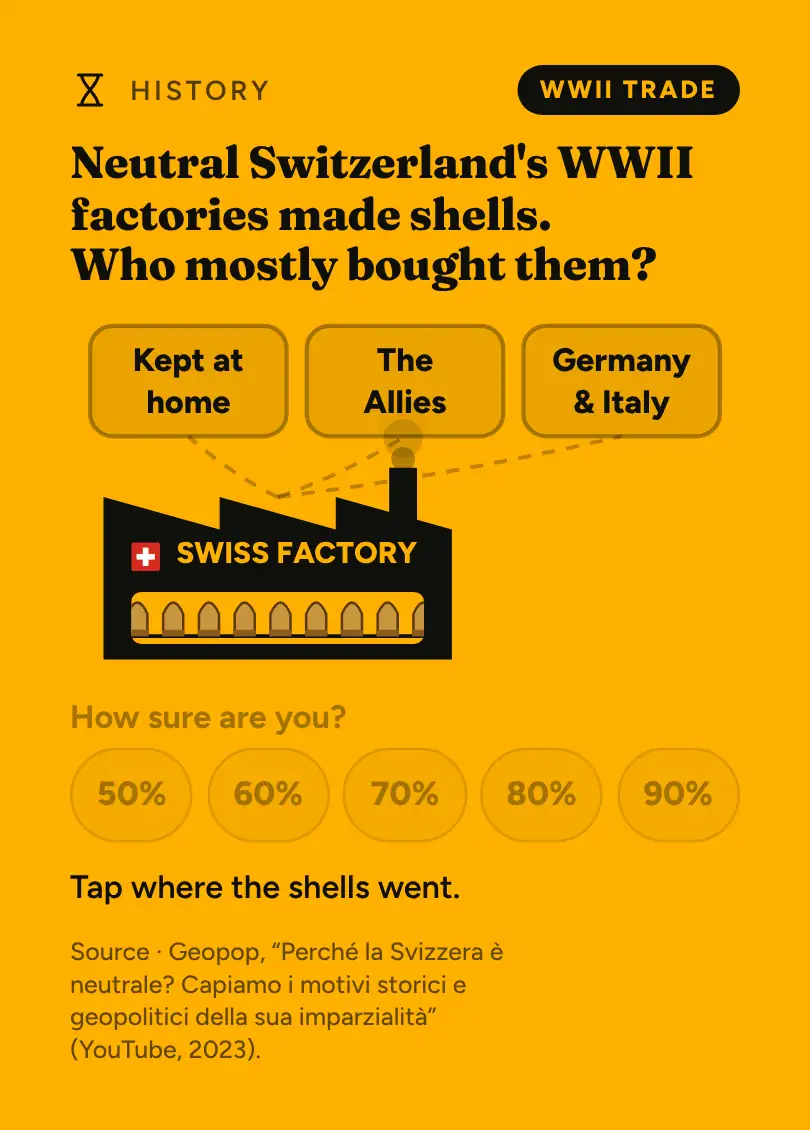 HISTORY
WWII TRADE
Neutral Switzerland's WWII
factories made shells.
Who mostly bought them?
Kept at
home
The
Allies
Germany
& Italy
SWISS FACTORY
How sure are you?
50%
60%
70%
80%
90%
Tap where the shells went.
Source · Geopop, “Perché la Svizzera è
neutrale? Capiamo i motivi storici e
geopolitici della sua imparzialità”
(YouTube, 2023).